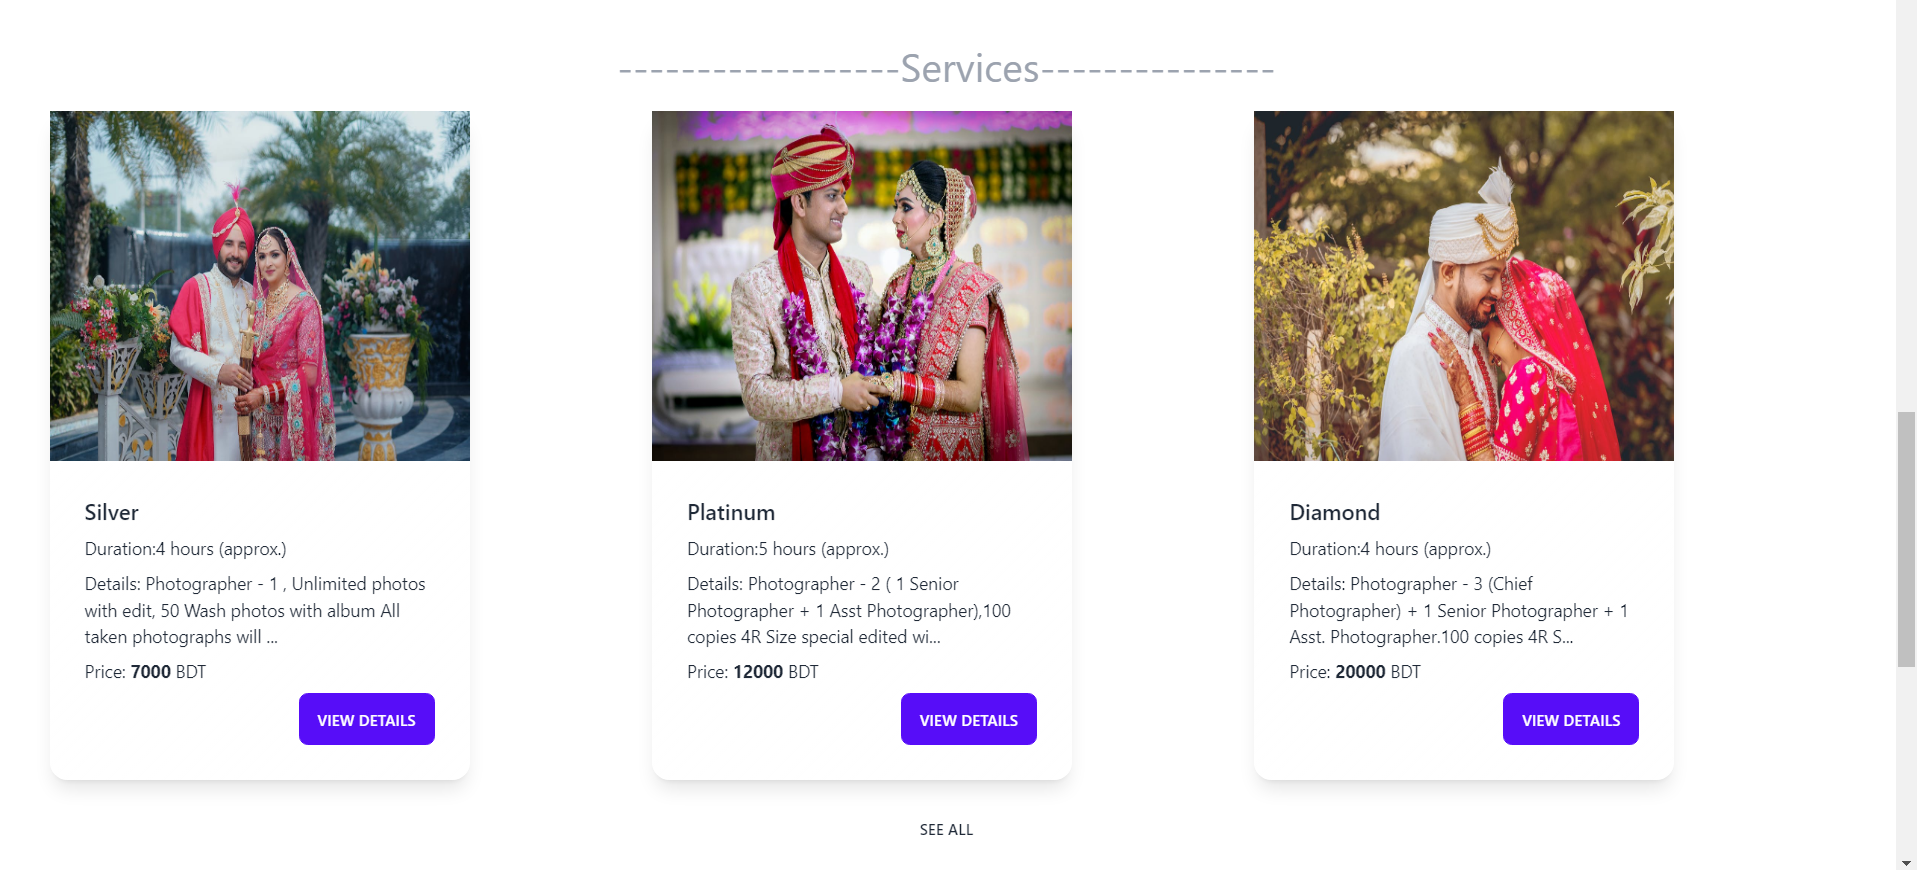 ------------------Services---------------
Silver
Duration:4 hours (approx.)
Details: Photographer - 1 , Unlimited photos
with edit, 50 Wash photos with album All
taken photographs will ...
Price: 7000 BDT
VIEW DETAILS
Platinum
Duration:5 hours (approx.)
Details: Photographer - 2 ( 1 Senior
Photographer + 1 Asst Photographer),100
copies 4R Size special edited wi...
Price: 12000 BDT
VIEW DETAILS
Diamond
Duration:4 hours (approx.)
Details: Photographer - 3 (Chief
Photographer) + 1 Senior Photographer + 1
Asst. Photographer.100 copies 4R S...
Price: 20000 BDT
VIEW DETAILS
SEE ALL